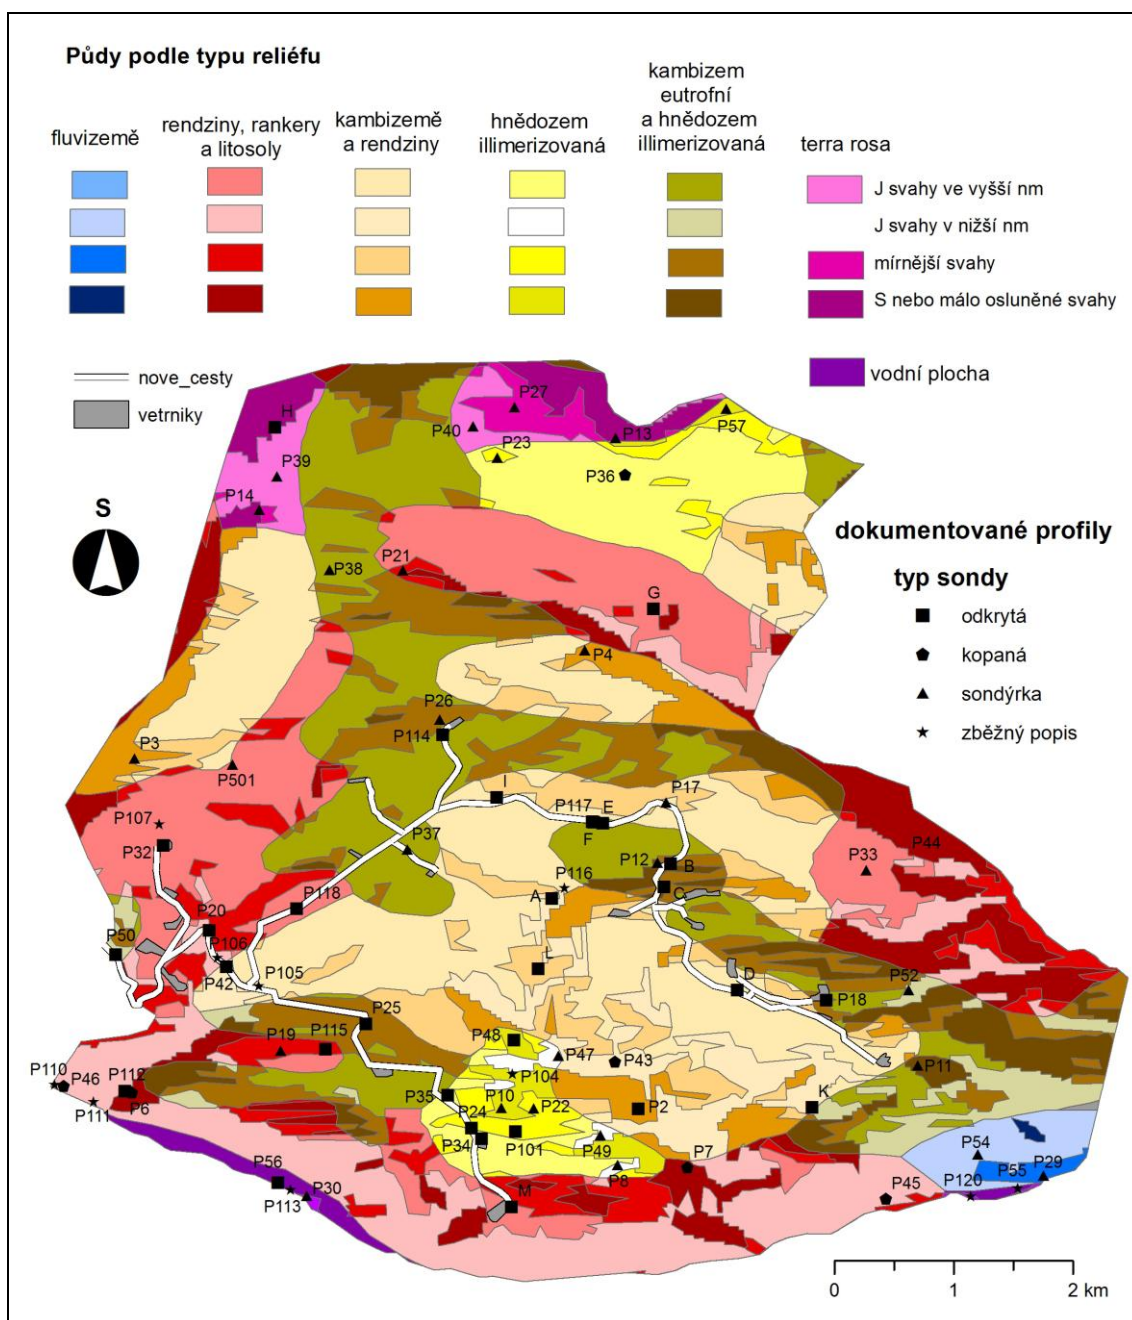 Půdy podle typu reliéfu
fluvizemě
rendziny, rankery
a litosoly
kambizemě
a rendziny
hnědozem
illimerizovaná
kambizem
eutrofní
a hnědozem
illimerizovaná
terra rosa
J svahy ve vyšší nm
J svahy v nižší nm
mírnější svahy
S nebo málo osluněné svahy
nove_cesty
vetrniky
vodní plocha
S
dokumentované profily
typ sondy
odkrytá
kopaná
sondýrka
zběžný popis
H
P27
P40
P13
P57
P23
P36
P39
P14
P38
P21
G
P4
P26
P114
P3
P501
I
P117
E
F
P17
P107
P32
P37
P12
B
P116
A
C
P33
P44
P118
P20
P50
P106
P42
P105
L
D
P18
P52
P25
P19
P115
P48
P47
P43
P104
P11
P110
P46
P112
P6
P111
P35
P10
P22
P2
K
P24
P34
P101
P49
P8
P7
P54
P55
P29
P56
P113
P30
M
P45
P120
0 1 2 km